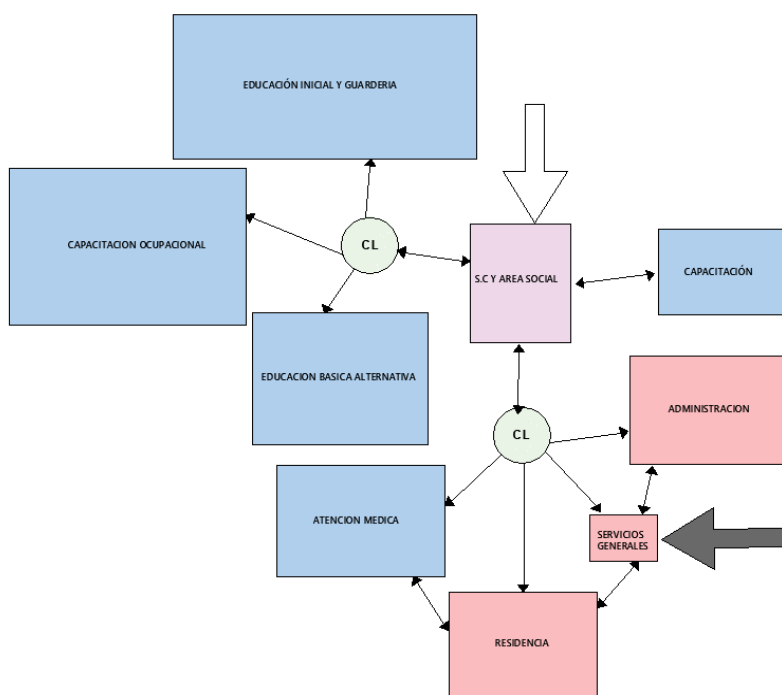 EDUCACIÓN INICIAL Y GUARDERIA
CAPACITACION OCUPACIONAL
CL
S.C Y AREA SOCIAL
CAPACITACIÓN
EDUCACION BASICA ALTERNATIVA
ADMINISTRACION
CL
ATENCION MEDICA
SERVICIOS
GENERALES
RESIDENCIA